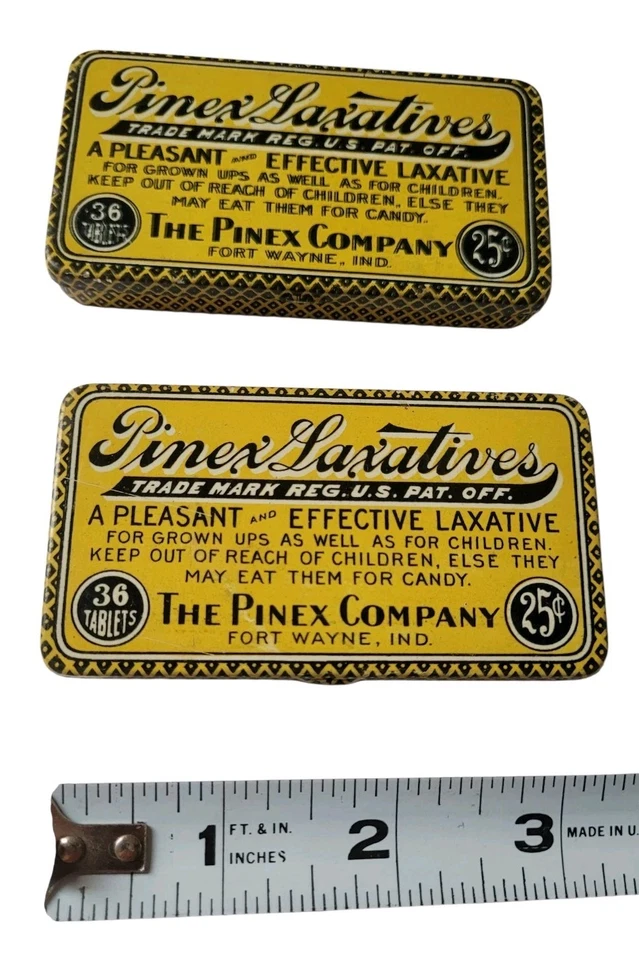 Pinex Laxatives
TRADE MARK REG. U.S. PAT. OFF.
A PLEASANT AND EFFECTIVE LAXATIVE
FOR GROWN UPS AS WELL AS FOR CHILDREN.
KEEP OUT OF REACH OF CHILDREN, ELSE THEY
MAY EAT THEM FOR CANDY.
36
TABLETS
THE PINEX COMPANY
FORT WAYNE, IND.
25¢
Pinex Laxatives
TRADE MARK REG. U.S. PAT. OFF.
A PLEASANT AND EFFECTIVE LAXATIVE
FOR GROWN UPS AS WELL AS FOR CHILDREN.
KEEP OUT OF REACH OF CHILDREN, ELSE THEY
MAY EAT THEM FOR CANDY.
36
TABLETS
THE PINEX COMPANY
FORT WAYNE, IND.
25¢
1 FT. & IN. 2 3 MADE IN U.
INCHES